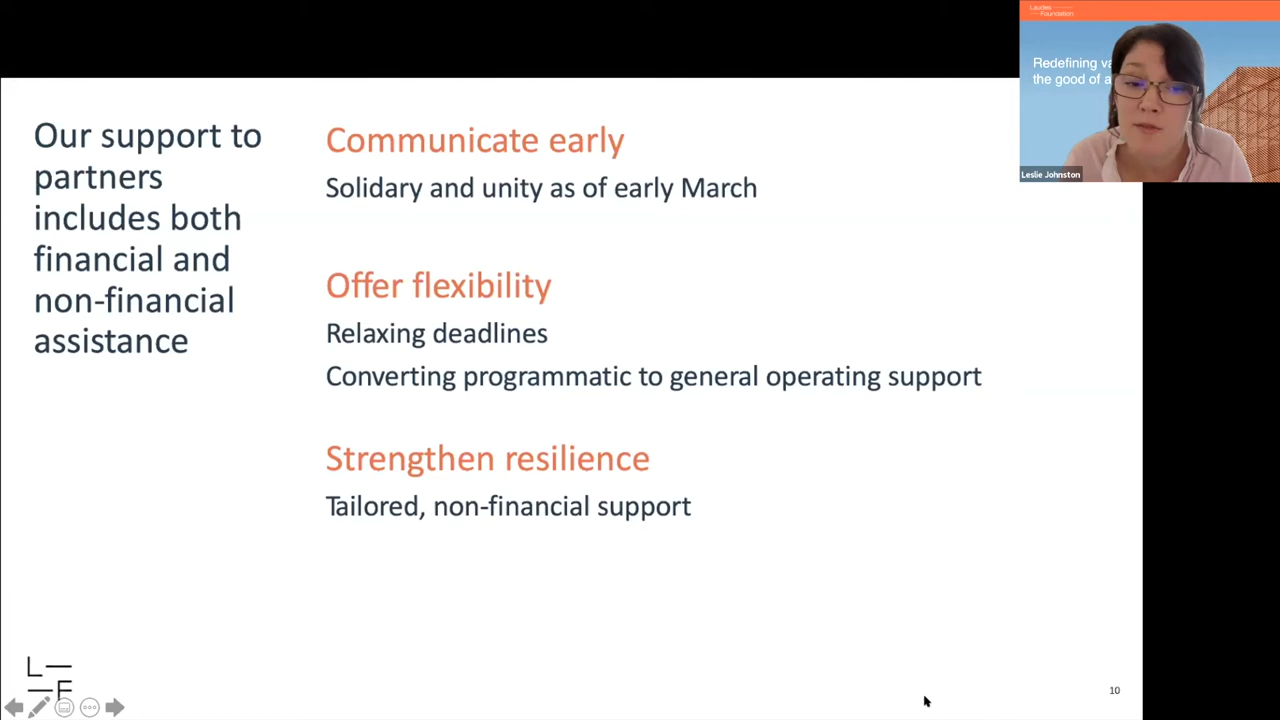 Our support to
partners
includes both
financial and
non-financial
assistance
Communicate early
Solidary and unity as of early March
Offer flexibility
Relaxing deadlines
Converting programmatic to general operating support
Strengthen resilience
Tailored, non-financial support
L
F
10
Laudes
Foundation
Redefining
the good of
Leslie Johnston